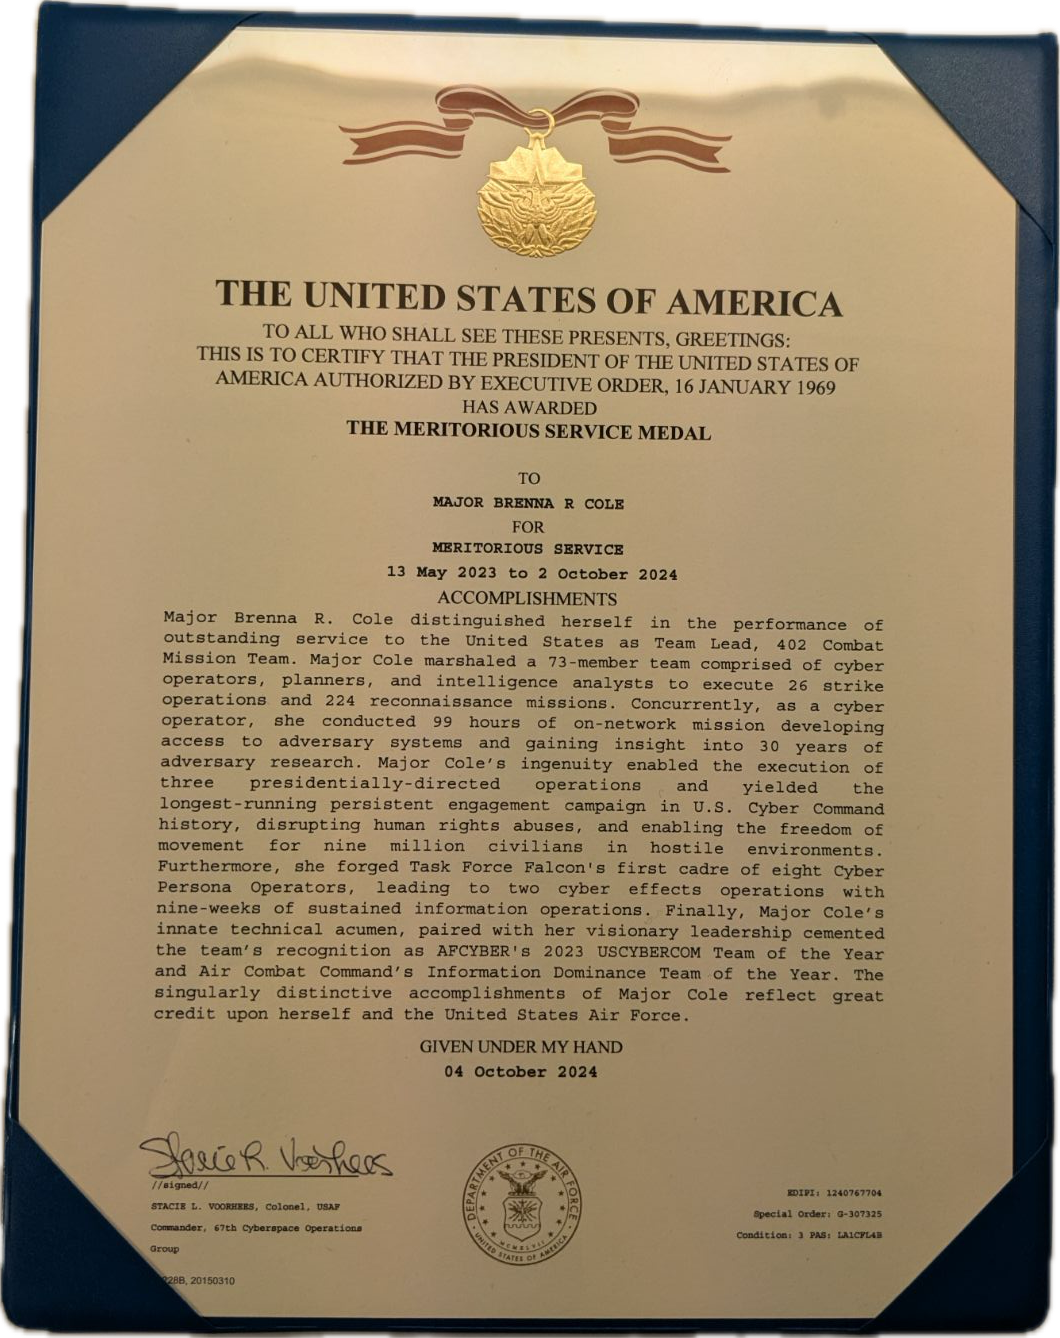 THE UNITED STATES OF AMERICA
TO ALL WHO SHALL SEE THESE PRESENTS, GREETINGS:
THIS IS TO CERTIFY THAT THE PRESIDENT OF THE UNITED STATES OF
AMERICA AUTHORIZED BY EXECUTIVE ORDER, 16 JANUARY 1969
HAS AWARDED
THE MERITORIOUS SERVICE MEDAL
TO
MAJOR BRENNA R COLE
FOR
MERITORIOUS SERVICE
13 May 2023 to 2 October 2024
ACCOMPLISHMENTS
Major Brenna R. Cole distinguished herself in the performance of
outstanding service to the United States as Team Lead, 402 Combat
Mission Team. Major Cole marshaled a 73-member team comprised of cyber
operators, planners, and intelligence analysts to execute 26 strike
operations and 224 reconnaissance missions. Concurrently, as a cyber
operator, she conducted 99 hours of on-network mission developing
access to adversary systems and gaining insight into 30 years of
adversary research. Major Cole's ingenuity enabled the execution of
three presidentially-directed operations and yielded the
longest-running persistent engagement campaign in U.S. Cyber Command
history, disrupting human rights abuses, and enabling the freedom of
movement for nine million civilians in hostile environments.
Furthermore, she forged Task Force Falcon's first cadre of eight Cyber
Persona Operators, leading to two cyber effects operations with
nine-weeks of sustained information operations. Finally, Major Cole's
innate technical acumen, paired with her visionary leadership cemented
the team's recognition as AFCYBER's 2023 USCYBERCOM Team of the Year
and Air Combat Command's Information Dominance Team of the Year. The
singularly distinctive accomplishments of Major Cole reflect great
credit upon herself and the United States Air Force.
GIVEN UNDER MY HAND
04 October 2024
Stacie R. Voorhees
//signed//
STACIE L. VOORHEES, Colonel, USAF
Commander, 67th Cyberspace Operations
Group
228B, 20150310
DEPARTMENT OF THE AIR FORCE
MCMXLVII
UNITED STATES OF AMERICA
EDIPI: 1240767704
Special Order: G-307325
Condition: 3 PAS: LA1CFL4B